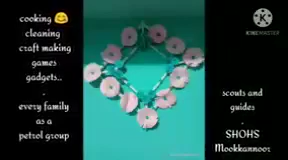 cooking 😋
cleaning
craft making
games
gadgets..
.
every family
as a
petrol group
KINEMASTER
scouts and
guides
.
SHOHS
Mookkannoor